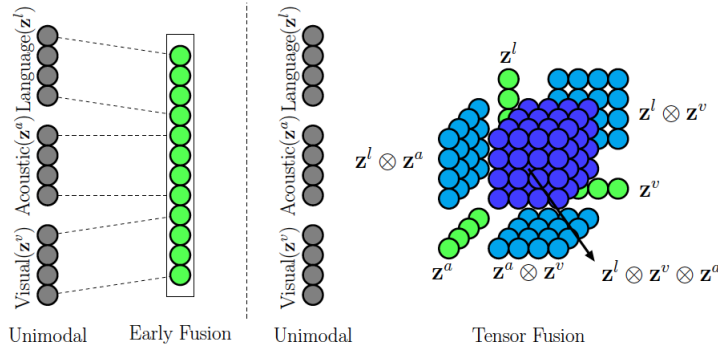 Language(z^l)
Acoustic(z^a)
Visual(z^v)
Unimodal
Early Fusion
Language(z^l)
Acoustic(z^a)
Visual(z^v)
Unimodal
z^l
z^l ⊗ z^v
z^l ⊗ z^a
z^v
z^a
z^a ⊗ z^v
z^l ⊗ z^v ⊗ z^a
Tensor Fusion